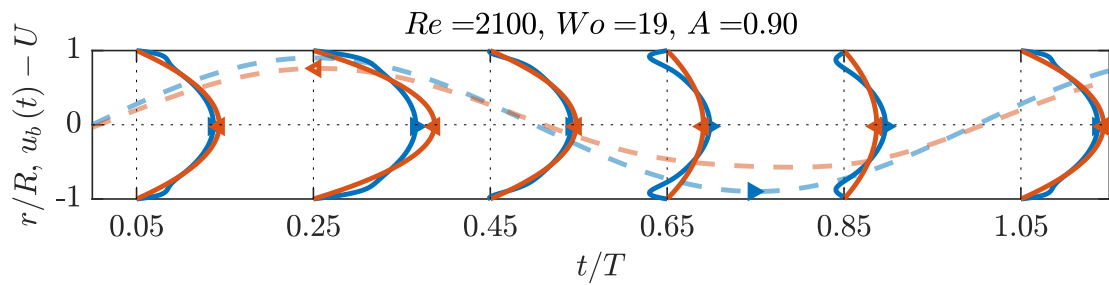 Re =2100, Wo =19, A =0.90
r/R, u_b(t) − U
1
0
-1
0.05 0.25 0.45 0.65 0.85 1.05
t/T